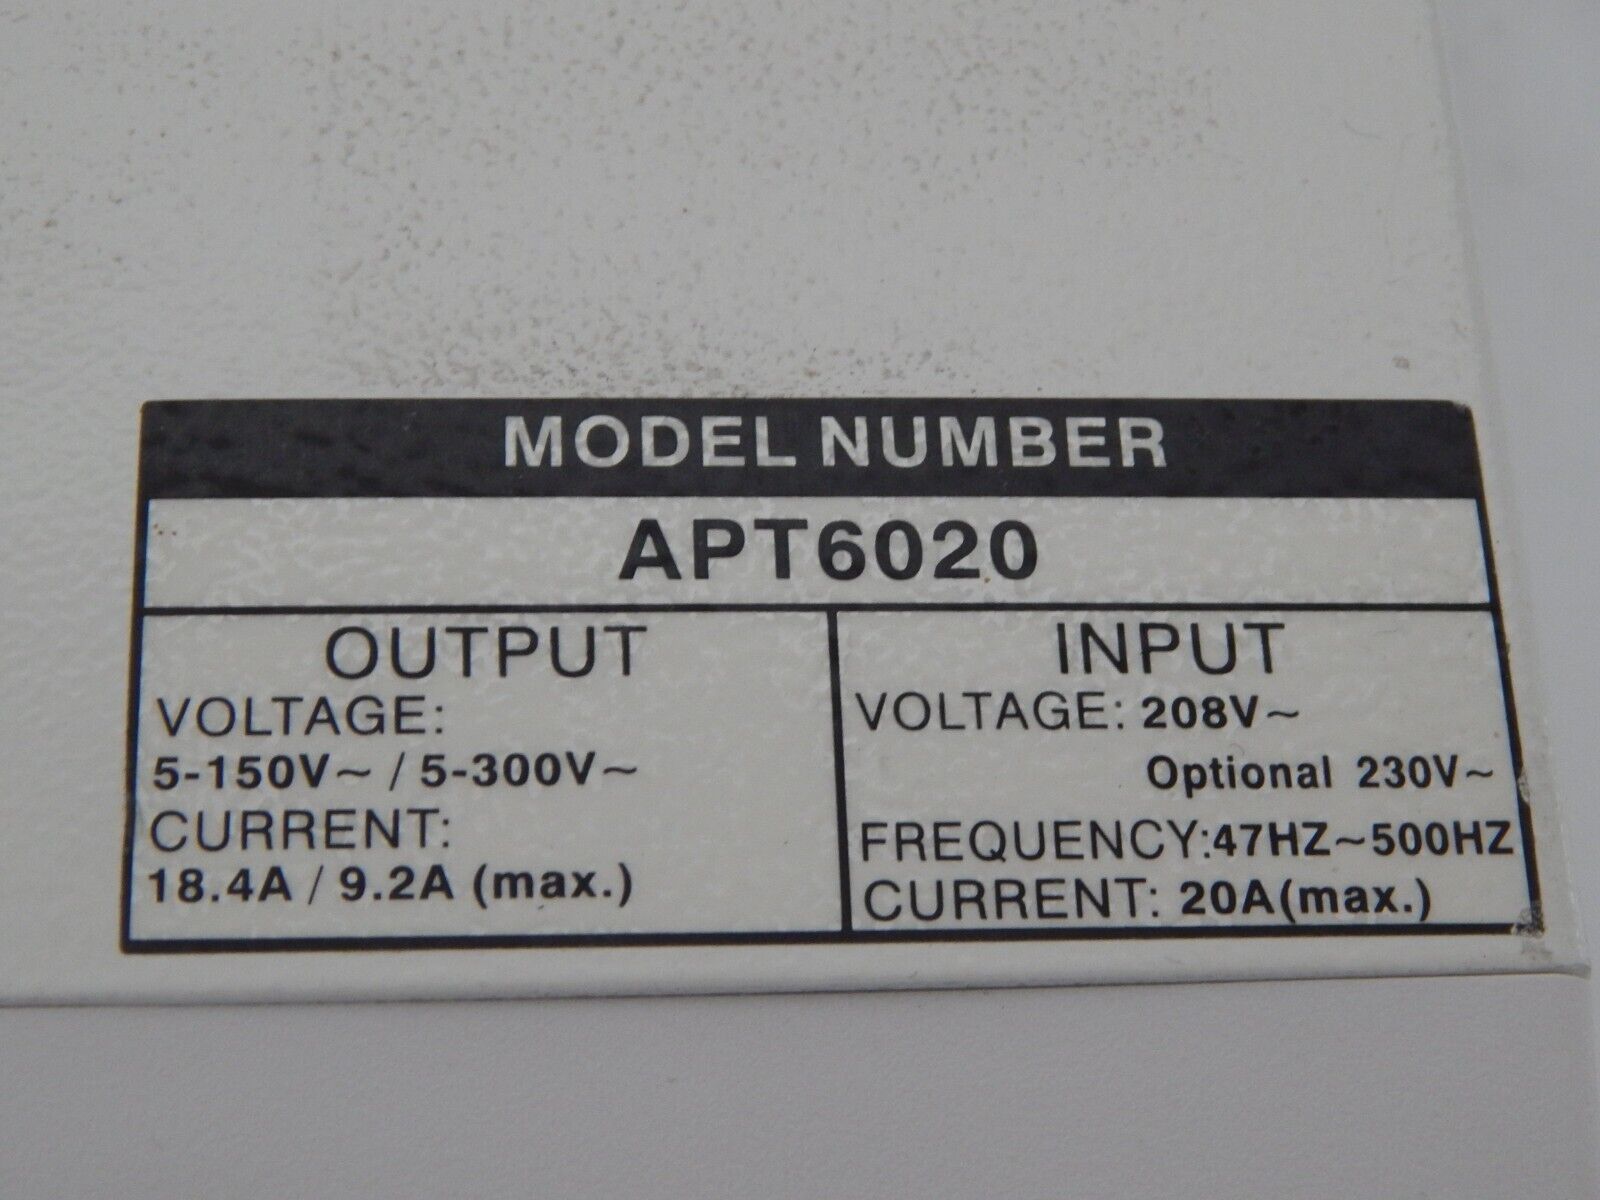 MODEL NUMBER
APT6020
OUTPUT
VOLTAGE:
5-150V~ / 5-300V~
CURRENT:
18.4A / 9.2A (max.)
INPUT
VOLTAGE: 208V~
Optional 230V~
FREQUENCY:47HZ~500HZ
CURRENT: 20A(max.)